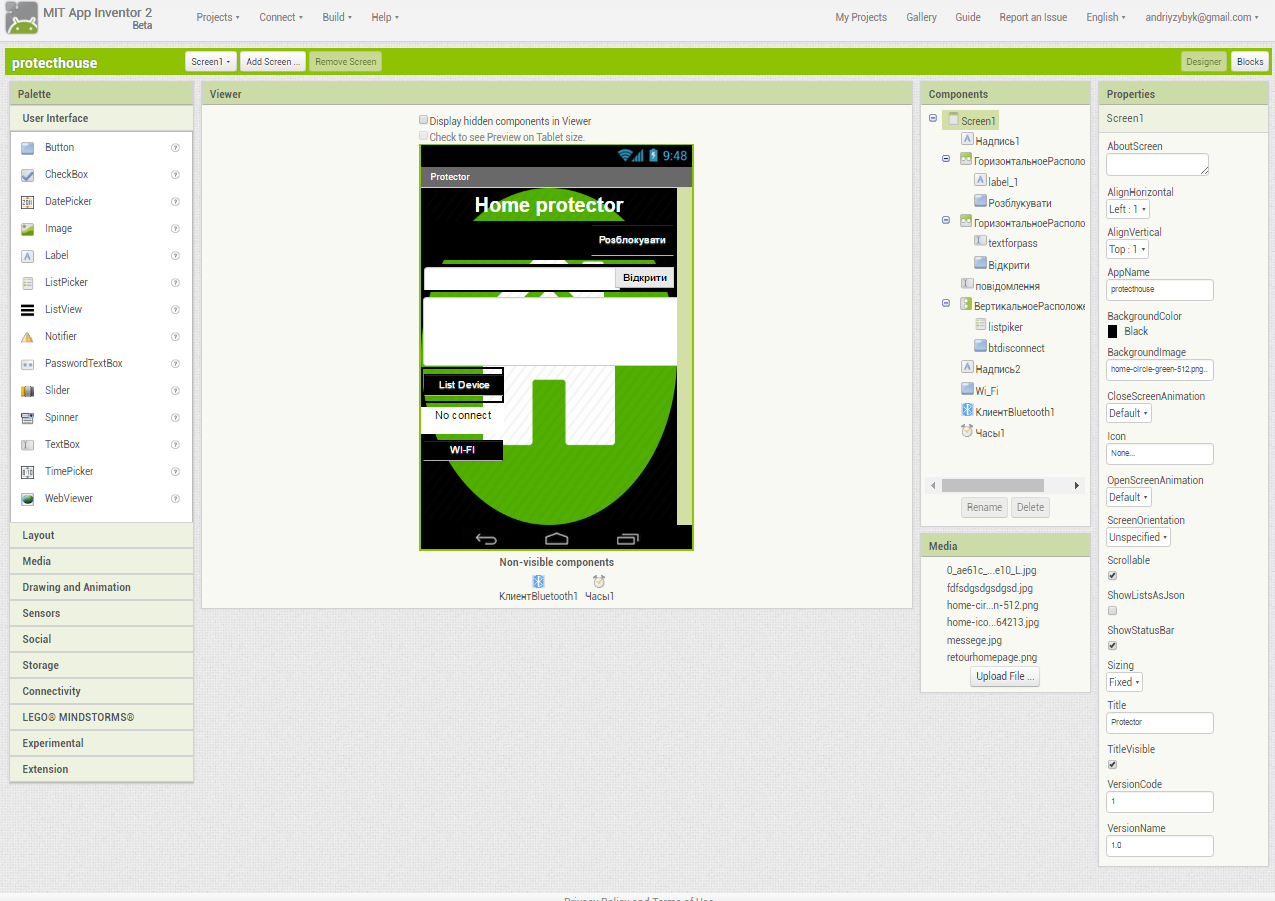 MIT App Inventor 2
Beta
Projects
Connect
Build
Help
My Projects
Gallery
Guide
Report an Issue
English
andriyzybyk@gmail.com
protecthouse
Screen1
Add Screen ...
Remove Screen
Designer
Blocks
Palette
User Interface
Button
CheckBox
DatePicker
Image
Label
ListPicker
ListView
Notifier
PasswordTextBox
Slider
Spinner
TextBox
TimePicker
WebViewer
Layout
Media
Drawing and Animation
Sensors
Social
Storage
Connectivity
LEGO® MINDSTORMS®
Experimental
Extension
Viewer
Display hidden components in Viewer
Check to see Preview on Tablet size.
9:48
Protector
Home protector
Розблокувати
Відкрити
List Device
No connect
WI-FI
Non-visible components
КлиентBluetooth1
Часы1
Components
Screen1
Надпись1
ГоризонтальноеРасполо
label_1
Розблукувати
ГоризонтальноеРасполо
textforpass
Відкрити
повідомлення
ВертикальноеРасположе
listpiker
btdisconnect
Надпись2
Wi_Fi
КлиентBluetooth1
Часы1
Rename
Delete
Media
0_ae61c_...e10_L.jpg
fdfsdgsdgsdgsd.jpg
home-cir...n-512.png
home-ico...64213.jpg
messege.jpg
retourhomepage.png
Upload File ...
Properties
Screen1
AboutScreen
AlignHorizontal
Left : 1
AlignVertical
Top : 1
AppName
protecthouse
BackgroundColor
Black
BackgroundImage
home-circle-green-512.png...
CloseScreenAnimation
Default
Icon
None...
OpenScreenAnimation
Default
ScreenOrientation
Unspecified
Scrollable
ShowListsAsJson
ShowStatusBar
Sizing
Fixed
Title
Protector
TitleVisible
VersionCode
1
VersionName
1.0
Privacy Policy and Terms of Use